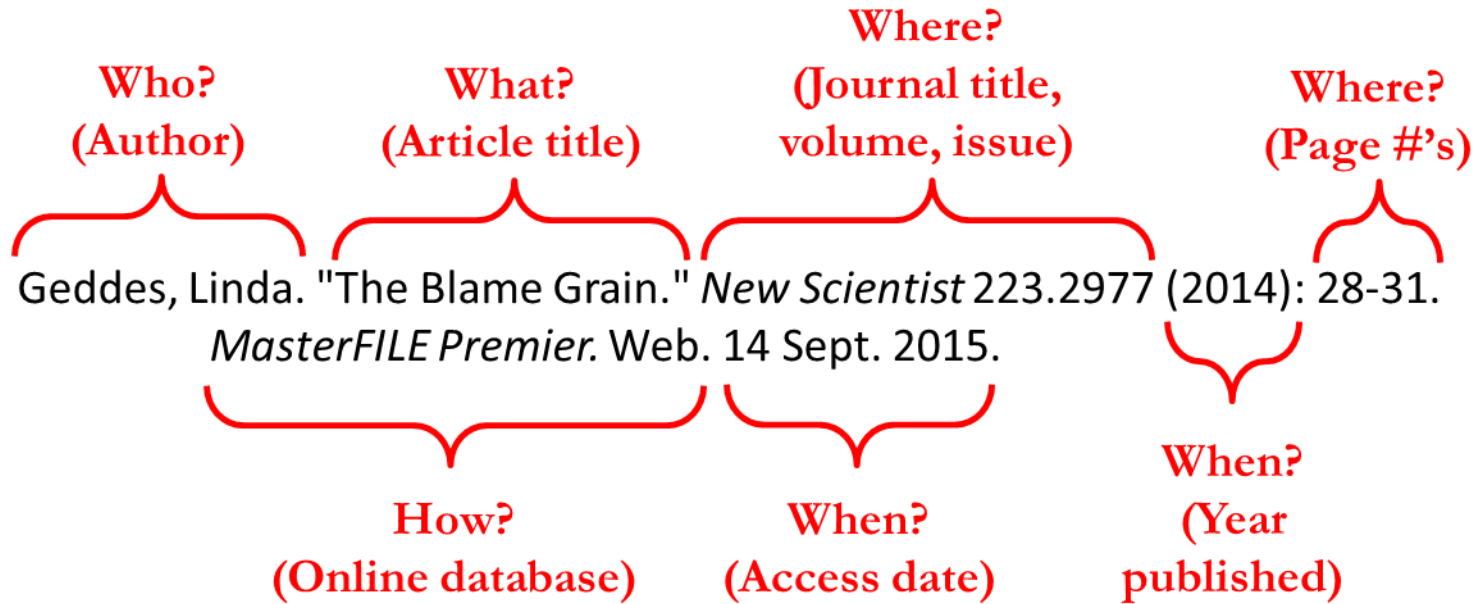 Who?
(Author)
What?
(Article title)
Where?
(Journal title,
volume, issue)
Where?
(Page #’s)
Geddes, Linda. "The Blame Grain." New Scientist 223.2977 (2014): 28-31.
MasterFILE Premier. Web. 14 Sept. 2015.
How?
(Online database)
When?
(Access date)
When?
(Year
published)